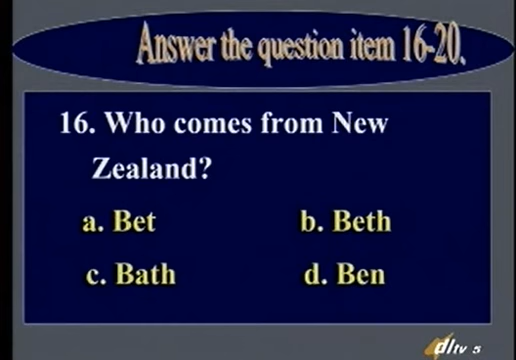 Answer the question item 16-20.
16. Who comes from New
Zealand?
a. Bet b. Beth
c. Bath d. Ben
dltv 5